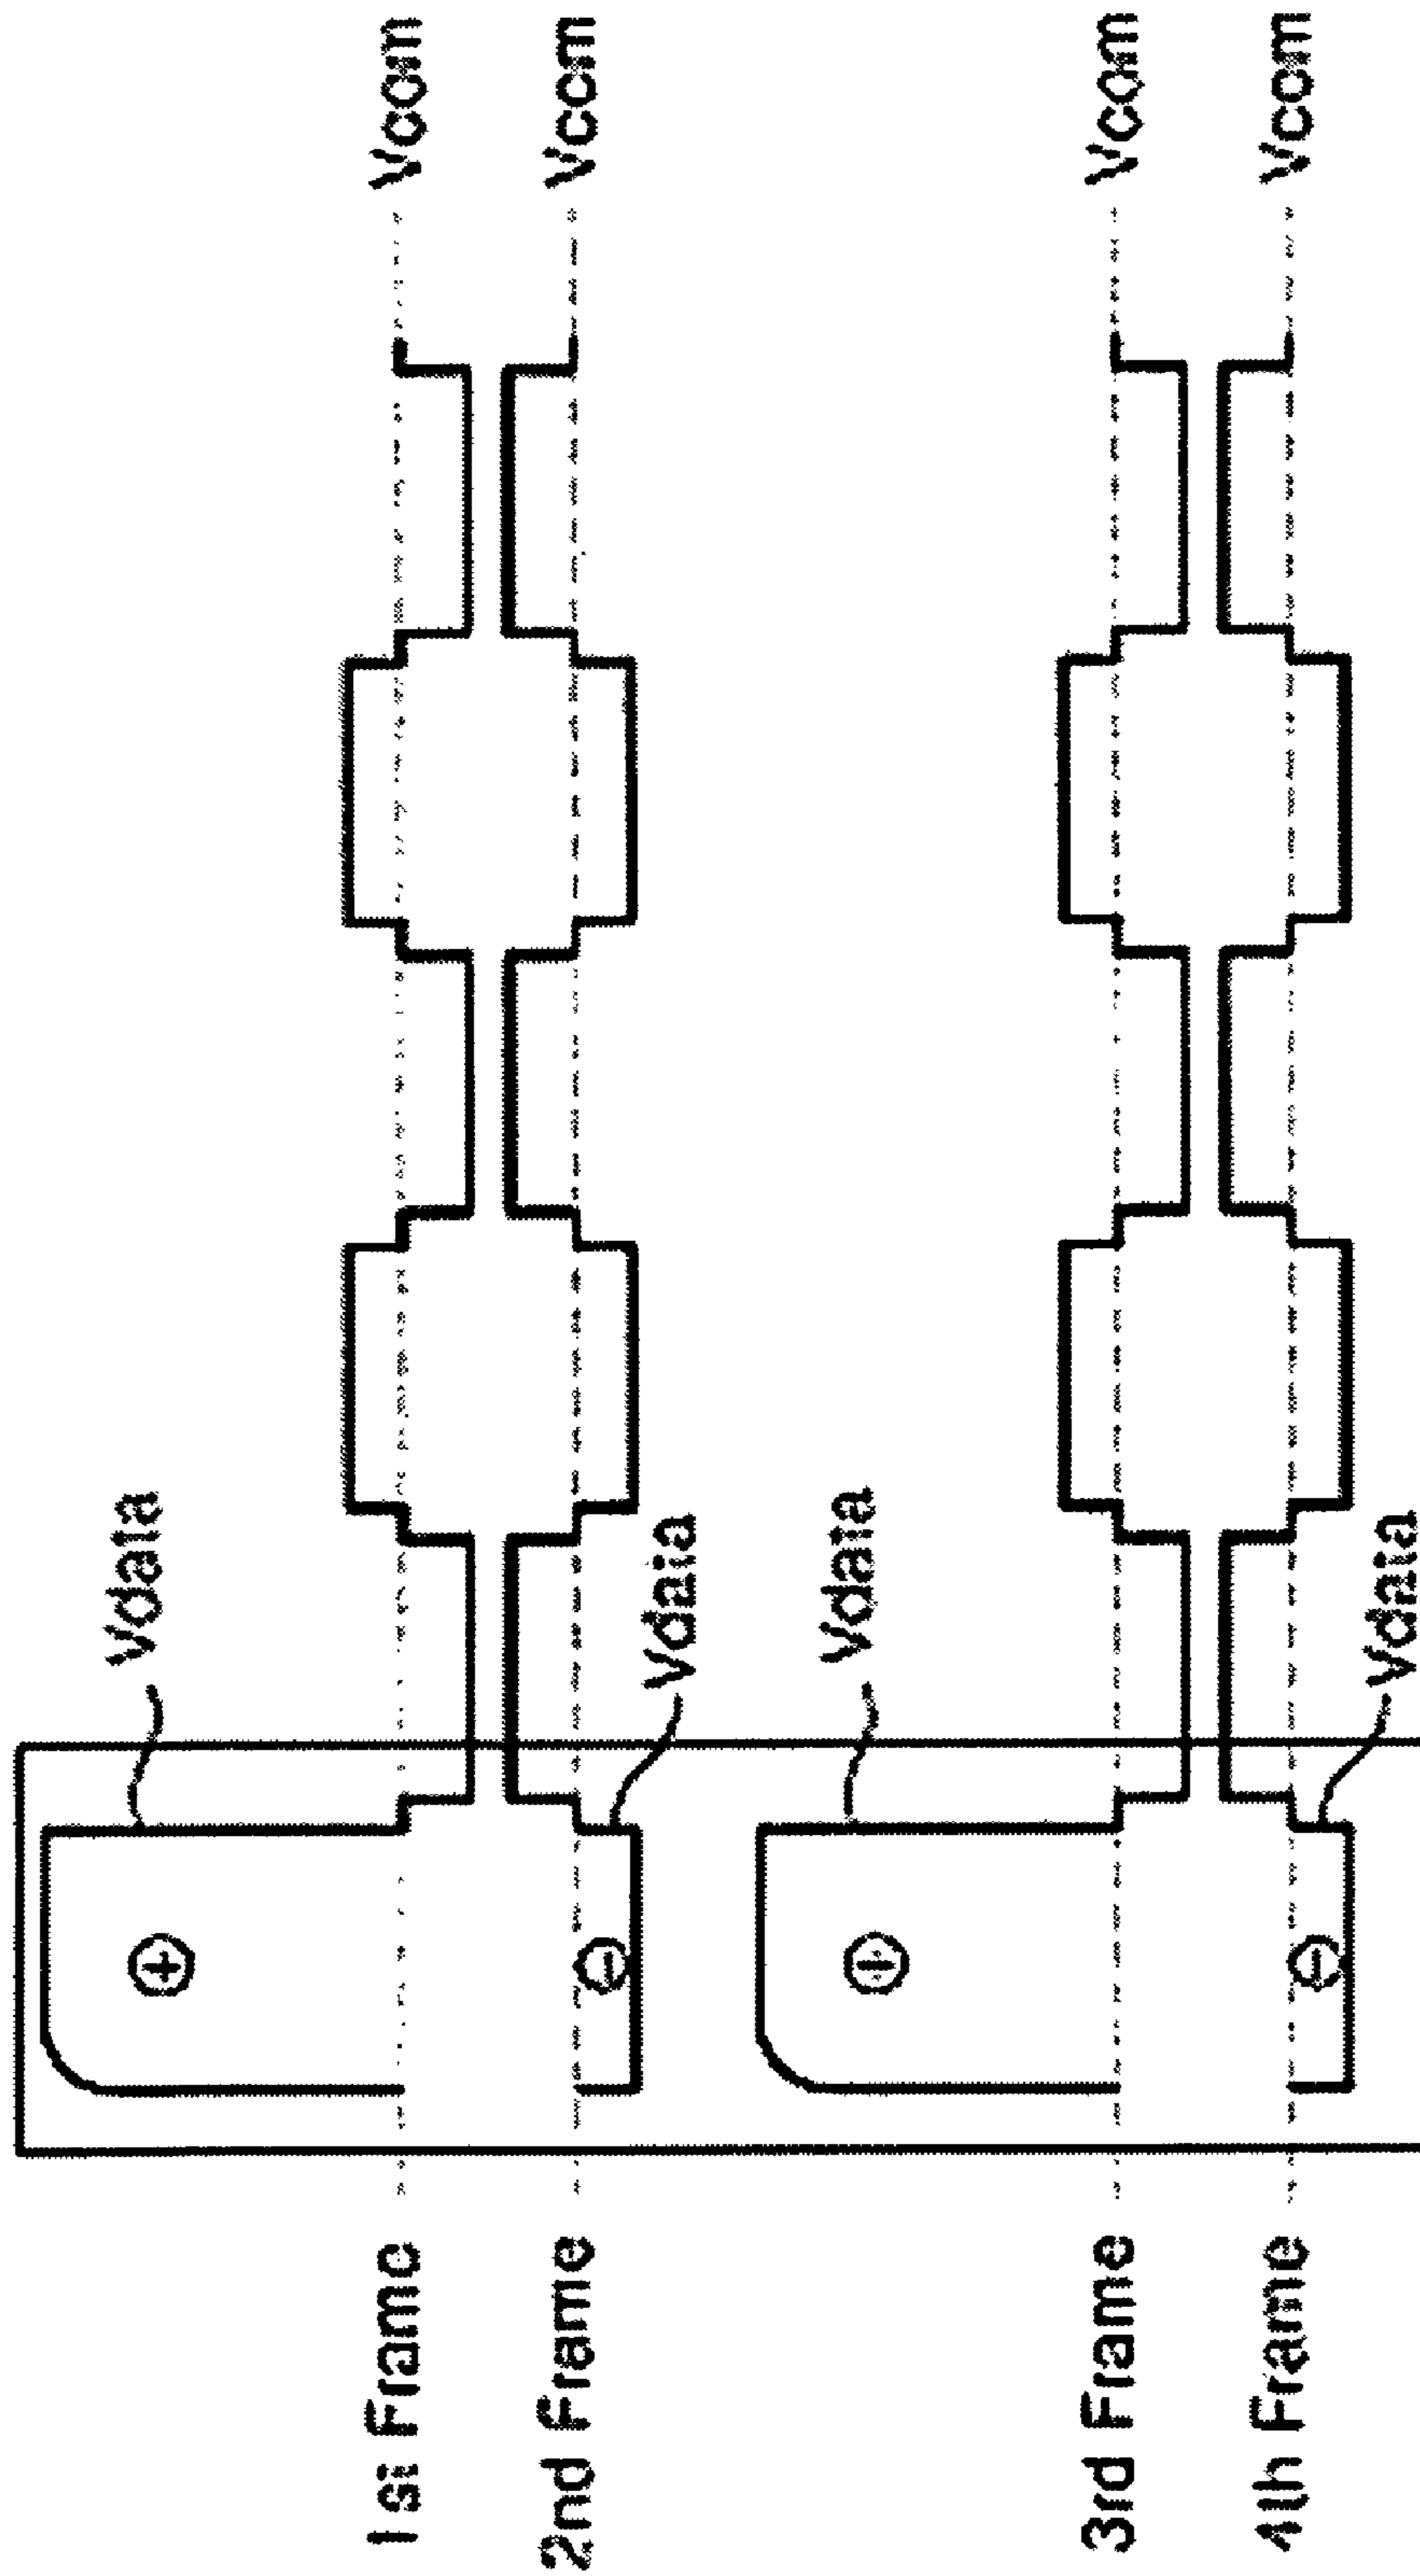 1st Frame
Vdata
⊕
Vcom
2nd Frame
⊖
Vdata
Vcom
3rd Frame
Vdata
⊕
Vcom
4th Frame
⊖
Vdata
Vcom